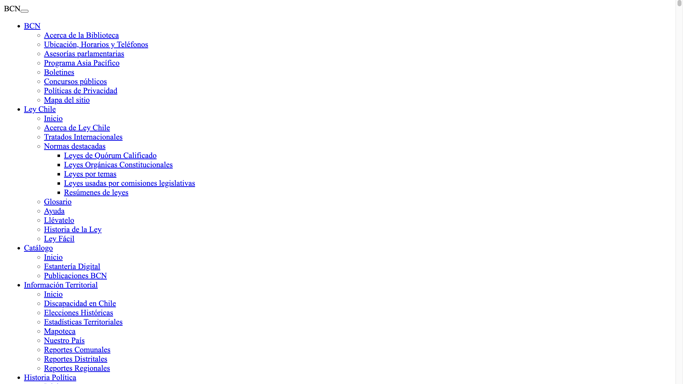 BCN
BCN
Acerca de la Biblioteca
Ubicación, Horarios y Teléfonos
Asesorías parlamentarias
Programa Asia Pacífico
Boletines
Concursos públicos
Políticas de Privacidad
Mapa del sitio
Ley Chile
Inicio
Acerca de Ley Chile
Tratados Internacionales
Normas destacadas
Leyes de Quórum Calificado
Leyes Orgánicas Constitucionales
Leyes por temas
Leyes usadas por comisiones legislativas
Resúmenes de leyes
Glosario
Ayuda
Llévatelo
Historia de la Ley
Ley Fácil
Catálogo
Inicio
Estantería Digital
Publicaciones BCN
Información Territorial
Inicio
Discapacidad en Chile
Elecciones Históricas
Estadísticas Territoriales
Mapoteca
Nuestro País
Reportes Comunales
Reportes Distritales
Reportes Regionales
Historia Política